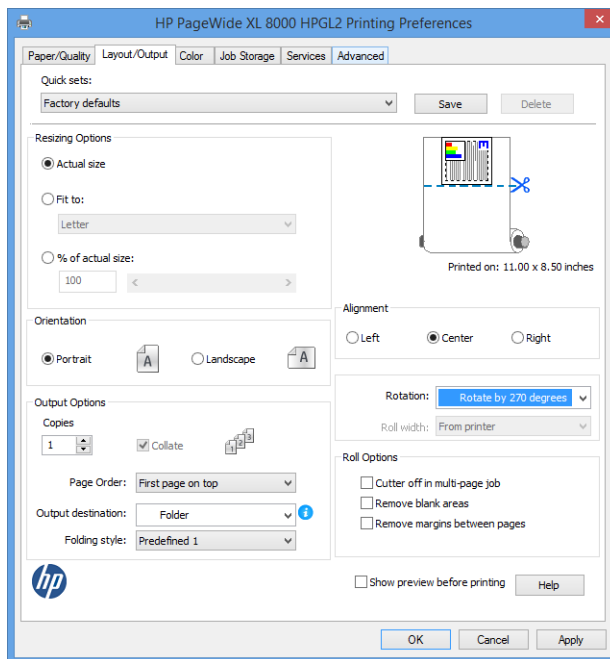 HP PageWide XL 8000 HPGL2 Printing Preferences
Paper/Quality Layout/Output Color Job Storage Services Advanced
Quick sets:
Factory defaults Save Delete
Resizing Options
Actual size
Fit to:
Letter
% of actual size:
100
E
Printed on: 11.00 x 8.50 inches
Orientation
Portrait A Landscape A
Alignment
Left Center Right
Rotation: Rotate by 270 degrees
Roll width: From printer
Output Options
Copies
1 Collate 1 2 3
Page Order: First page on top
Output destination: Folder i
Folding style: Predefined 1
Roll Options
Cutter off in multi-page job
Remove blank areas
Remove margins between pages
hp
Show preview before printing Help
OK Cancel Apply